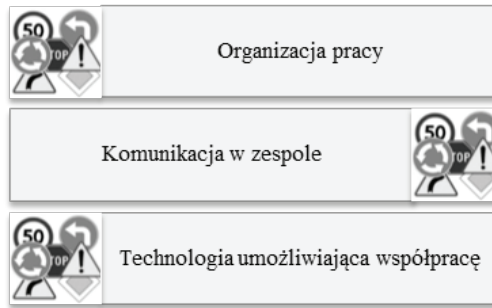 50
TOP
Organizacja pracy
Komunikacja w zespole
50
TOP
50
TOP
Technologia umożliwiająca współpracę